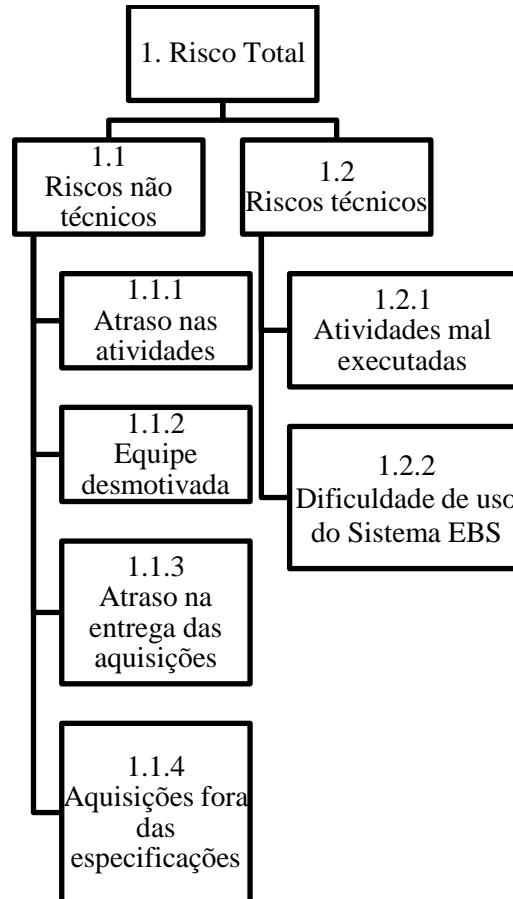 1. Risco Total
1.1
Riscos não
técnicos
1.1.1
Atraso nas
atividades
1.1.2
Equipe
desmotivada
1.1.3
Atraso na
entrega das
aquisições
1.1.4
Aquisições fora
das
especificações
1.2
Riscos técnicos
1.2.1
Atividades mal
executadas
1.2.2
Dificuldade de uso
do Sistema EBS